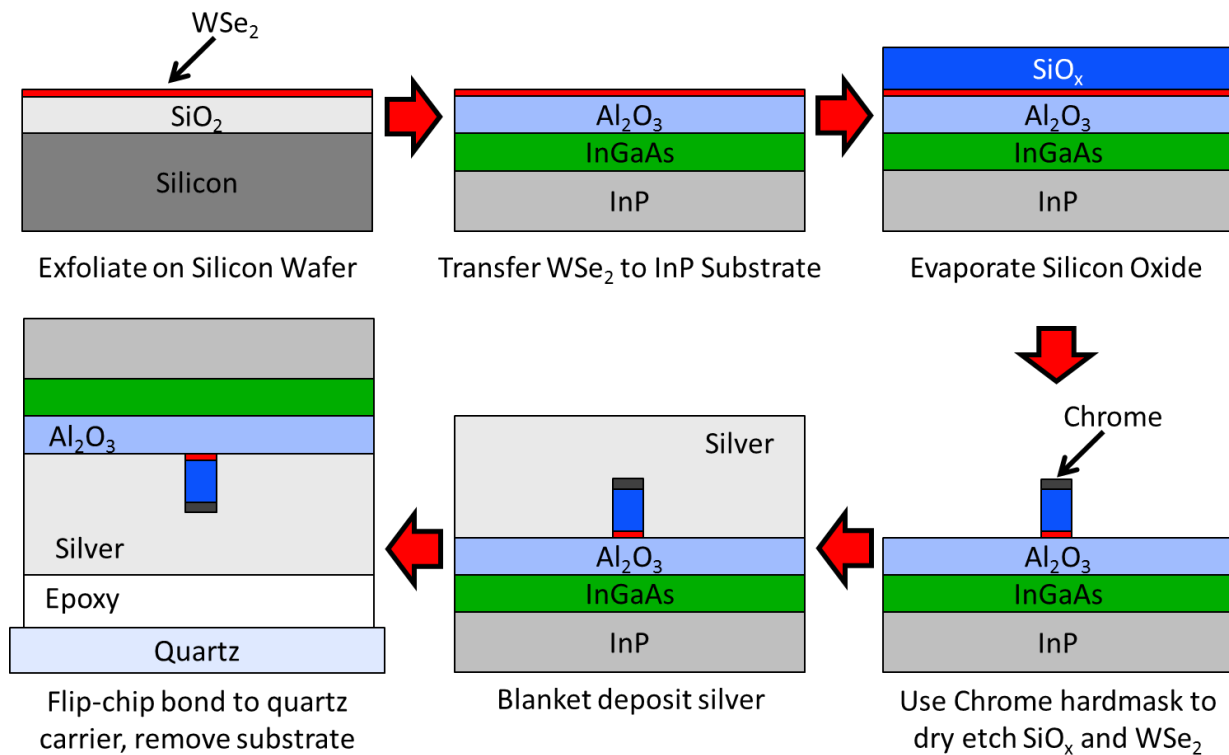 WSe₂
SiO₂
Silicon
Exfoliate on Silicon Wafer
Al₂O₃
InGaAs
InP
Transfer WSe₂ to InP Substrate
SiOₓ
Al₂O₃
InGaAs
InP
Evaporate Silicon Oxide
Chrome
Al₂O₃
InGaAs
InP
Use Chrome hardmask to
dry etch SiOₓ and WSe₂
Silver
Al₂O₃
InGaAs
InP
Blanket deposit silver
Al₂O₃
Silver
Epoxy
Quartz
Flip-chip bond to quartz
carrier, remove substrate